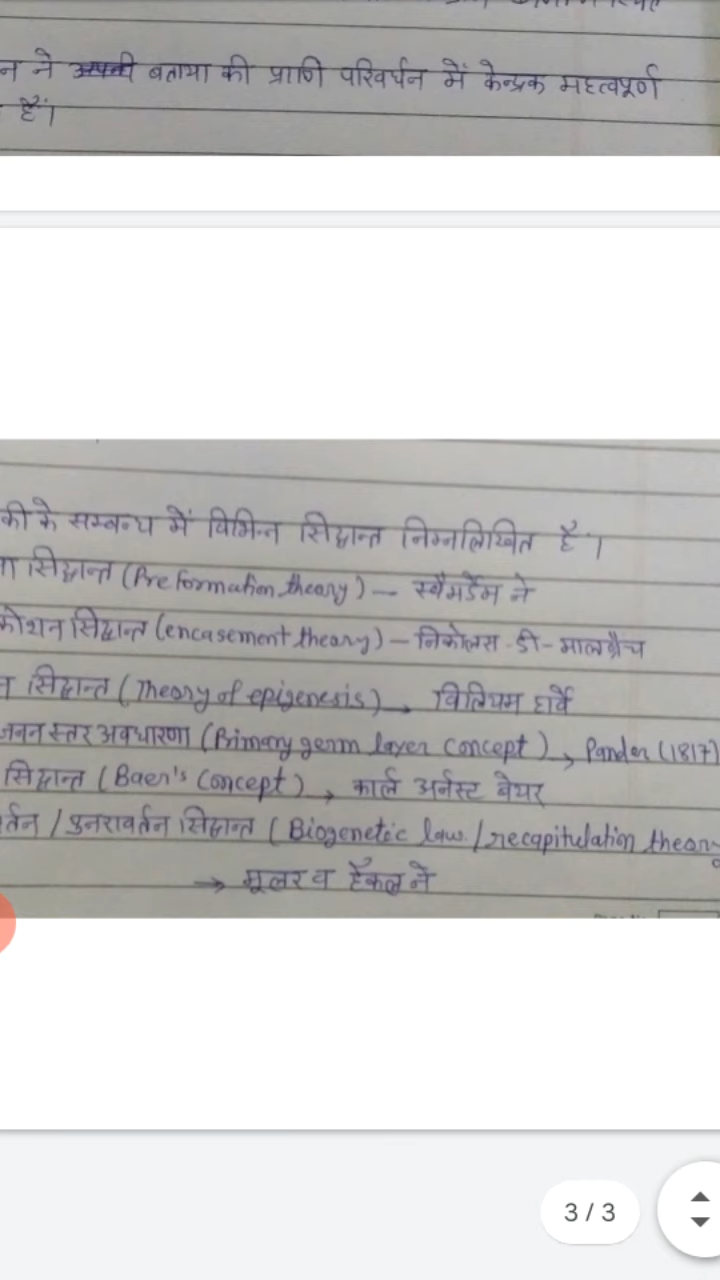 न ने अपनी बताया की प्राणि परिवर्धन में केन्द्रक महत्वपूर्ण
है।
की के सम्बन्ध में विभिन्न सिद्वान्त निम्नलिखित है।
सिद्वान्त (Preformation theory) — स्वैमर्डेम ने
कोशन सिद्वान्त (encasement theory) — निकोलस-डी-मालब्रैच
न सिद्वान्त (Theory of epigenesis) → विलियम हार्वे
जनन स्तर अवधारणा (Primary germ layer concept) → Pander (1817)
सिद्वान्त (Baer's concept) → कार्ल अर्नस्ट बेयर
र्तन / पुनरावर्तन सिद्वान्त (Biogenetic law / recapitulation theory
→ मूलर व हैकल ने
3 / 3